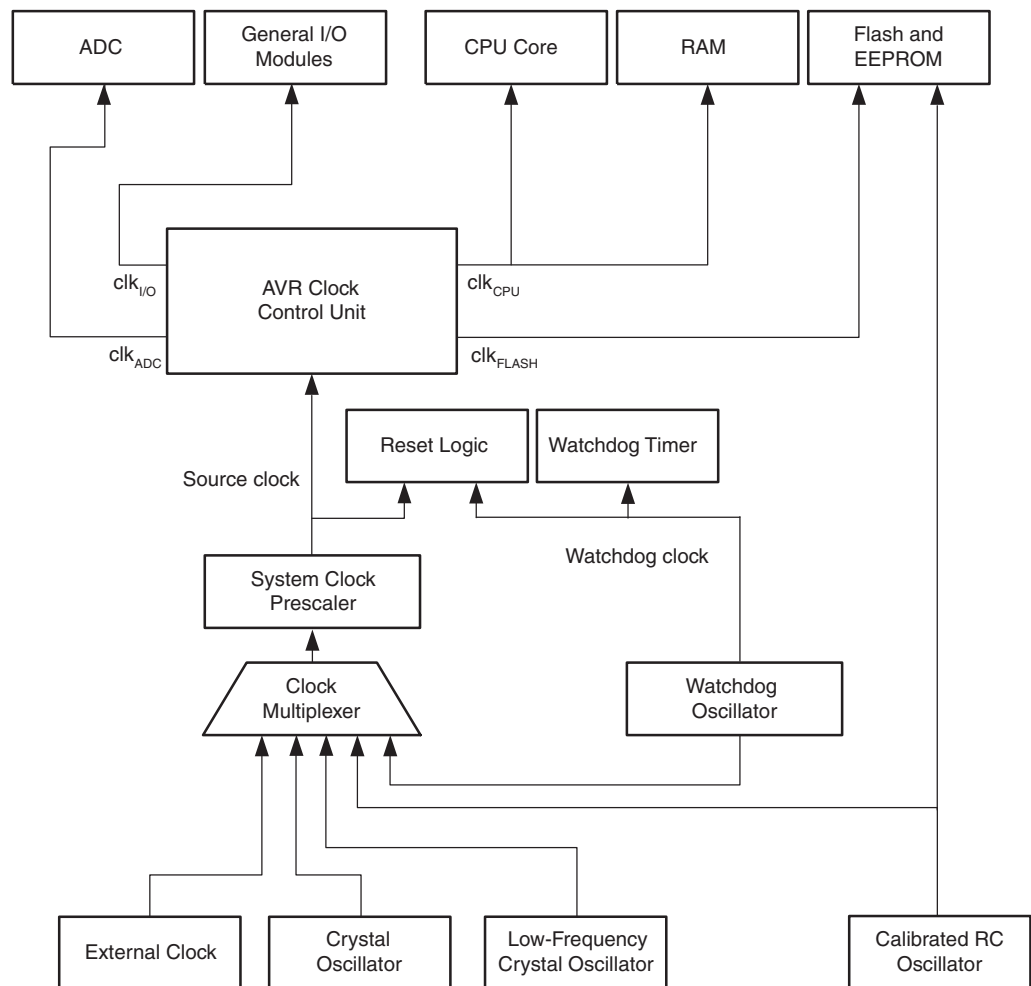 ADC
General I/O
Modules
CPU Core
RAM
Flash and
EEPROM
clkI/O
AVR Clock
Control Unit
clkCPU
clkADC
clkFLASH
Reset Logic
Watchdog Timer
Source clock
Watchdog clock
System Clock
Prescaler
Clock
Multiplexer
Watchdog
Oscillator
External Clock
Crystal
Oscillator
Low-Frequency
Crystal Oscillator
Calibrated RC
Oscillator